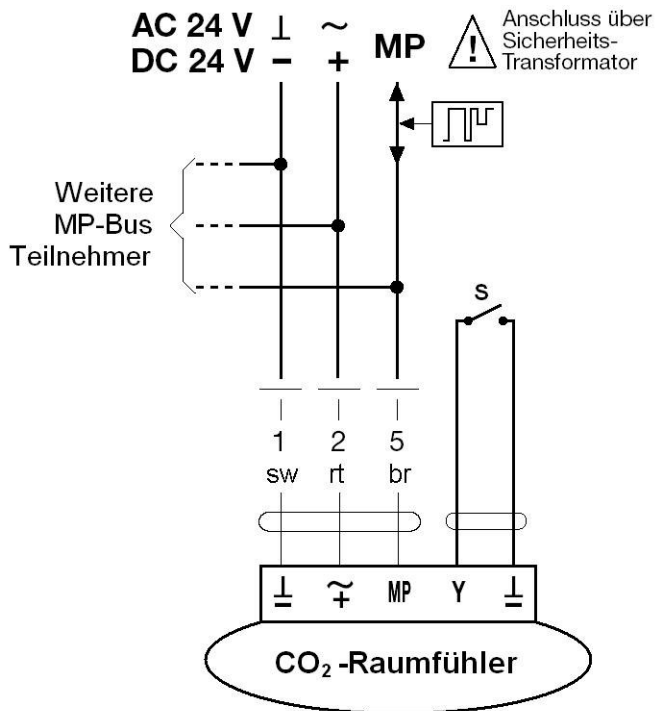 AC 24 V ⊥ ~
DC 24 V − +
MP
!
Anschluss über
Sicherheits-
Transformator
Weitere
MP-Bus
Teilnehmer
S
1 2 5
sw rt br
⊥− ~+ MP Y ⊥−
CO₂-Raumfühler